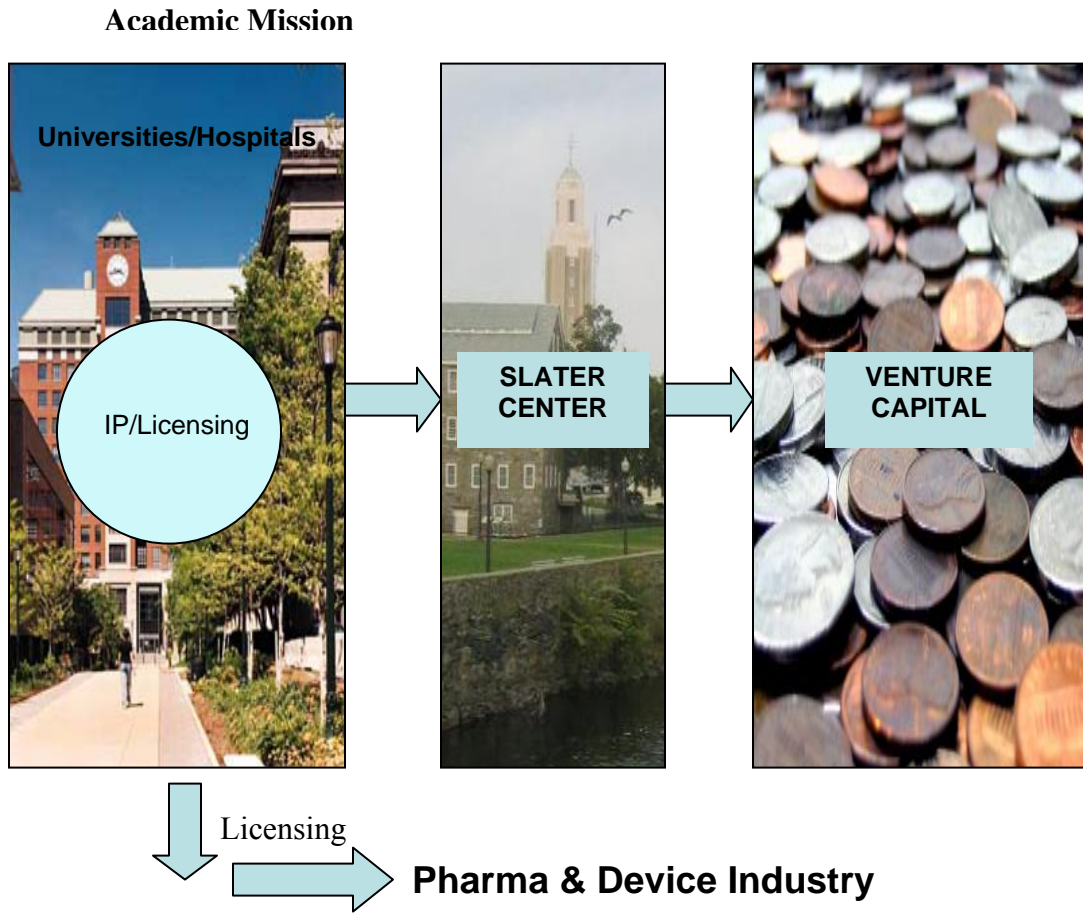 Academic Mission
Universities/Hospitals
IP/Licensing
SLATER
CENTER
VENTURE
CAPITAL
Licensing
Pharma & Device Industry